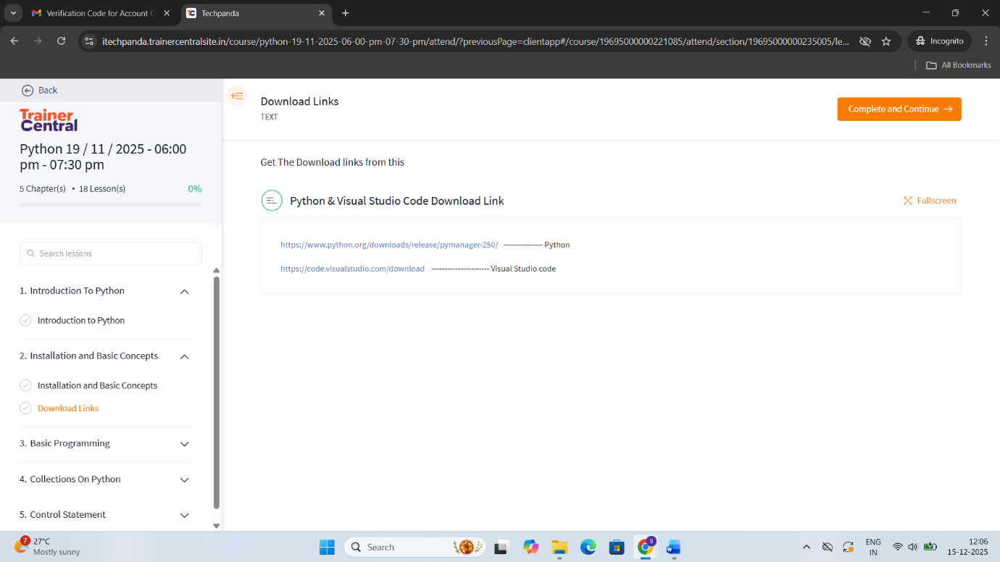 Verification Code for Account C
Techpanda
itechpanda.trainercentralsite.in/course/python-19-11-2025-06-00-pm-07-30-pm/attend/?previousPage=clientapp#/course/19695000000221085/attend/section/19695000000235005/le...
Incognito
All Bookmarks
Back
Trainer
Central
Python 19 / 11 / 2025 - 06:00
pm - 07:30 pm
5 Chapter(s) • 18 Lesson(s) 0%
Search lessons
1. Introduction To Python
Introduction to Python
2. Installation and Basic Concepts
Installation and Basic Concepts
Download Links
3. Basic Programming
4. Collections On Python
5. Control Statement
Download Links
TEXT
Complete and Continue →
Get The Download links from this
Python & Visual Studio Code Download Link
Fullscreen
https://www.python.org/downloads/release/pymanager-250/ --------------- Python
https://code.visualstudio.com/download ---------------------- Visual Studio code
7
27°C
Mostly sunny
Search
ENG
IN
12:06
15-12-2025